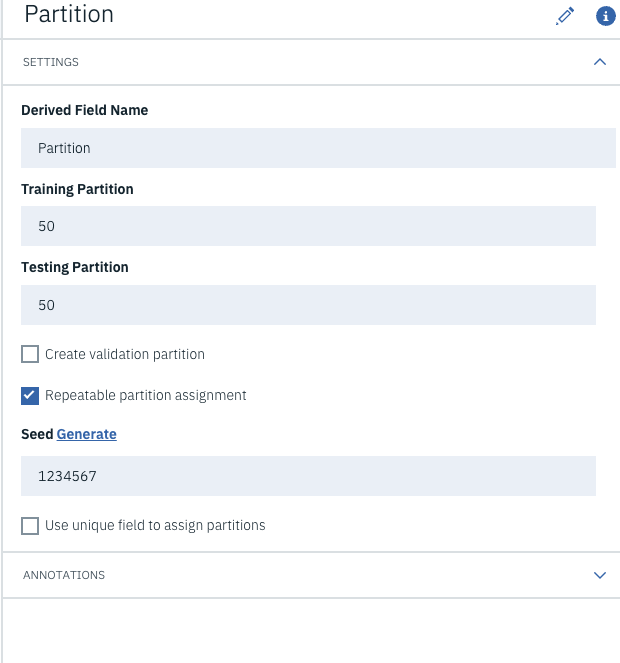 Partition
SETTINGS
Derived Field Name
Partition
Training Partition
50
Testing Partition
50
Create validation partition
Repeatable partition assignment
Seed Generate
1234567
Use unique field to assign partitions
ANNOTATIONS